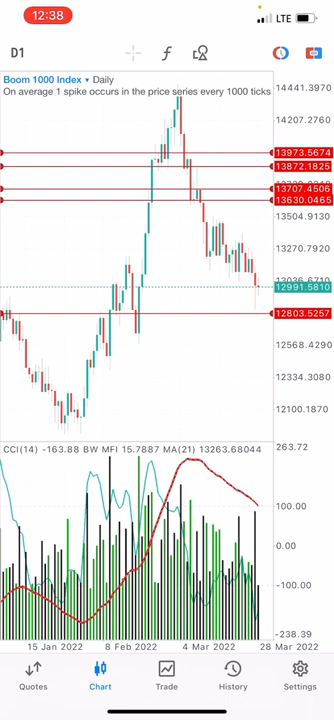 12:38
LTE
D1
Boom 1000 Index Daily
On average 1 spike occurs in the price series every 1000 ticks
14441.3970
14207.2760
13973.5674
13872.1825
13707.4506
13630.0465
13504.9130
13270.7920
12991.5810
12803.5257
12568.4290
12334.3080
12100.1870
CCI(14) -163.88 BW MFI 15.7887 MA(21) 13263.68044
263.72
100.00
0.00
-100.00
-238.39
15 Jan 2022 8 Feb 2022 4 Mar 2022 28 Mar 2022
Quotes Chart Trade History Settings